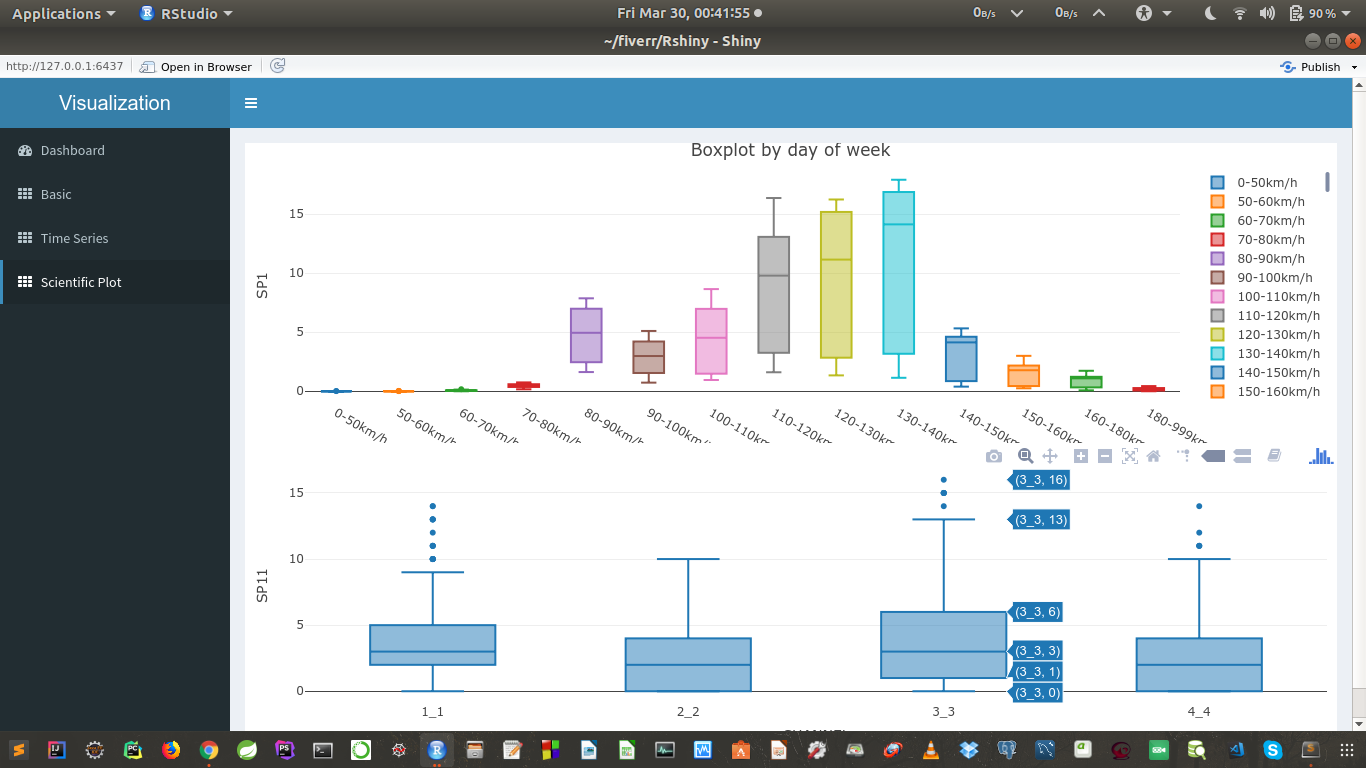 Applications RStudio Fri Mar 30, 00:41:55 0B/s 0B/s 90%
~/fiverr/Rshiny - Shiny
http://127.0.0.1:6437 Open in Browser Publish
Visualization
Dashboard
Basic
Time Series
Scientific Plot
Boxplot by day of week
SP1
15
10
5
0
0-50km/h
50-60km/h
60-70km/h
70-80km/h
80-90km/h
90-100km/h
100-110km
110-120km
120-130km
130-140km
140-150km
150-160km
160-180km
180-999km
0-50km/h
50-60km/h
60-70km/h
70-80km/h
80-90km/h
90-100km/h
100-110km/h
110-120km/h
120-130km/h
130-140km/h
140-150km/h
150-160km/h
SP11
15
10
5
0
(3_3, 16)
(3_3, 13)
(3_3, 6)
(3_3, 3)
(3_3, 1)
(3_3, 0)
1_1 2_2 3_3 4_4